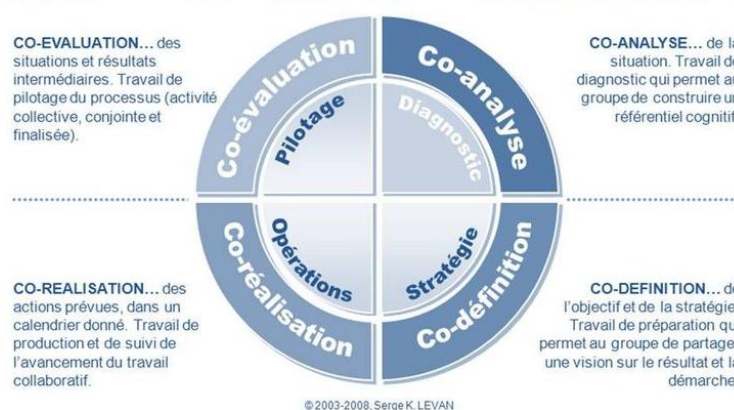 CO-EVALUATION... des
situations et résultats
intermédiaires. Travail de
pilotage du processus (activité
collective, conjointe et
finalisée).
Co-évaluation
Pilotage
Co-analyse
Diagnostic
CO-ANALYSE... de la
situation. Travail de
diagnostic qui permet au
groupe de construire un
référentiel cognitif
CO-REALISATION... des
actions prévues, dans un
calendrier donné. Travail de
production et de suivi de
l'avancement du travail
collaboratif.
Co-réalisation
Opérations
Stratégie
Co-définition
CO-DEFINITION... de
l'objectif et de la stratégie
Travail de préparation qu
permet au groupe de partage
une vision sur le résultat et la
démarche
© 2003-2008. Serge K. LEVAN